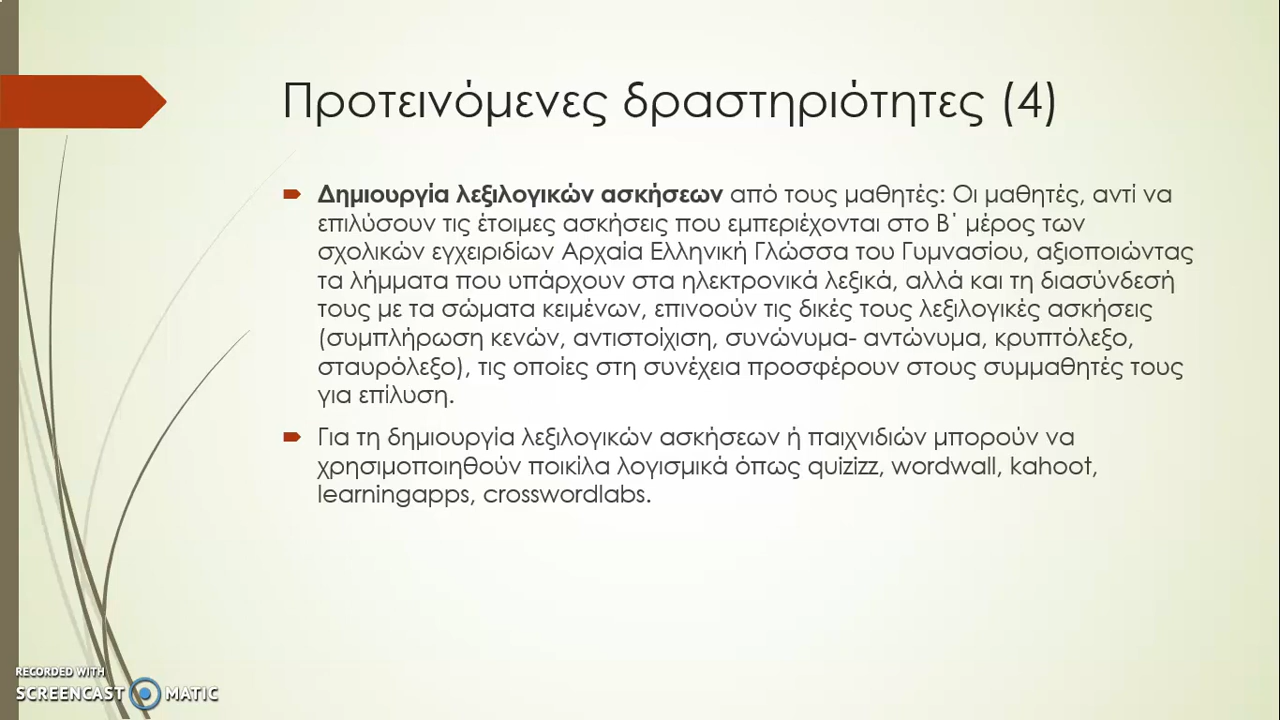 Προτεινόμενες δραστηριότητες (4)
Δημιουργία λεξιλογικών ασκήσεων από τους μαθητές: Οι μαθητές, αντί να
επιλύσουν τις έτοιμες ασκήσεις που εμπεριέχονται στο Β΄ μέρος των
σχολικών εγχειριδίων Αρχαία Ελληνική Γλώσσα του Γυμνασίου, αξιοποιώντας
τα λήμματα που υπάρχουν στα ηλεκτρονικά λεξικά, αλλά και τη διασύνδεσή
τους με τα σώματα κειμένων, επινοούν τις δικές τους λεξιλογικές ασκήσεις
(συμπλήρωση κενών, αντιστοίχιση, συνώνυμα- αντώνυμα, κρυπτόλεξο,
σταυρόλεξο), τις οποίες στη συνέχεια προσφέρουν στους συμμαθητές τους
για επίλυση.
Για τη δημιουργία λεξιλογικών ασκήσεων ή παιχνιδιών μπορούν να
χρησιμοποιηθούν ποικίλα λογισμικά όπως quizizz, wordwall, kahoot,
learningapps, crosswordlabs.
RECORDED WITH
SCREENCAST MATIC